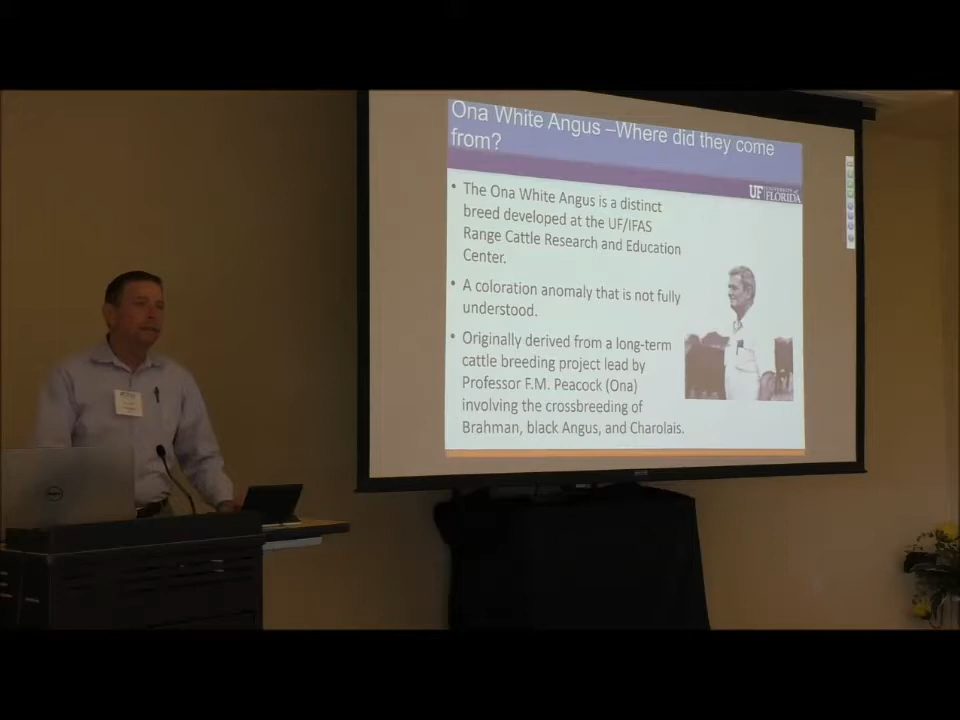 Ona White Angus –Where did they come
from?
UF UNIVERSITY of
FLORIDA
• The Ona White Angus is a distinct
breed developed at the UF/IFAS
Range Cattle Research and Education
Center.
• A coloration anomaly that is not fully
understood.
• Originally derived from a long-term
cattle breeding project lead by
Professor F.M. Peacock (Ona)
involving the crossbreeding of
Brahman, black Angus, and Charolais.
DELL